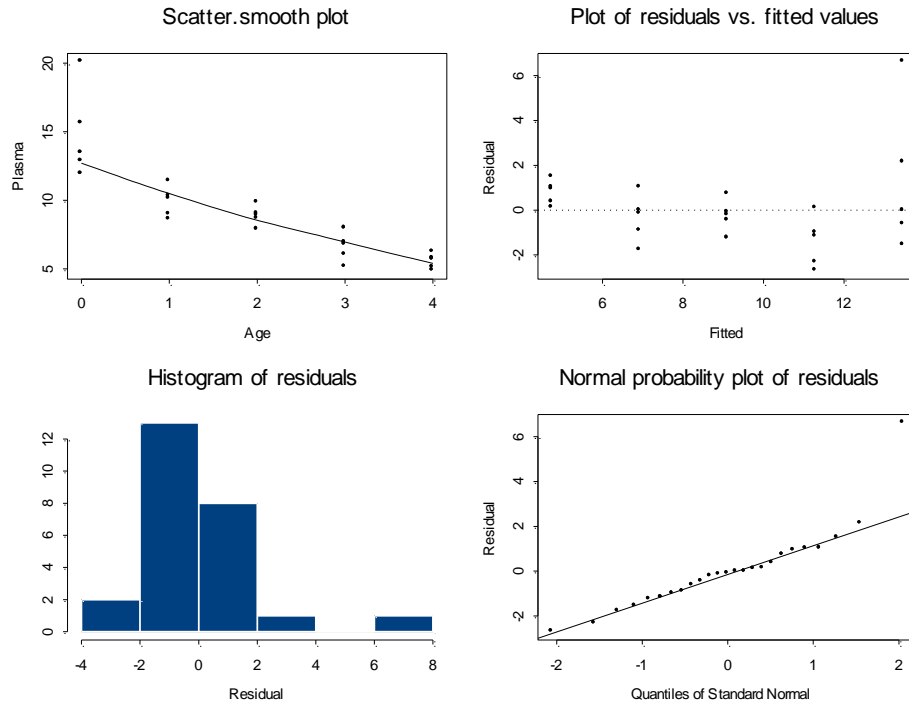 Scatter.smooth plot
Plasma
20
15
10
5
0 1 2 3 4
Age
Plot of residuals vs. fitted values
Residual
6
4
2
0
-2
6 8 10 12
Fitted
Histogram of residuals
12
10
8
6
4
2
0
-4 -2 0 2 4 6 8
Residual
Normal probability plot of residuals
Residual
6
4
2
0
2
-2 -1 0 1 2
Quantiles of Standard Normal